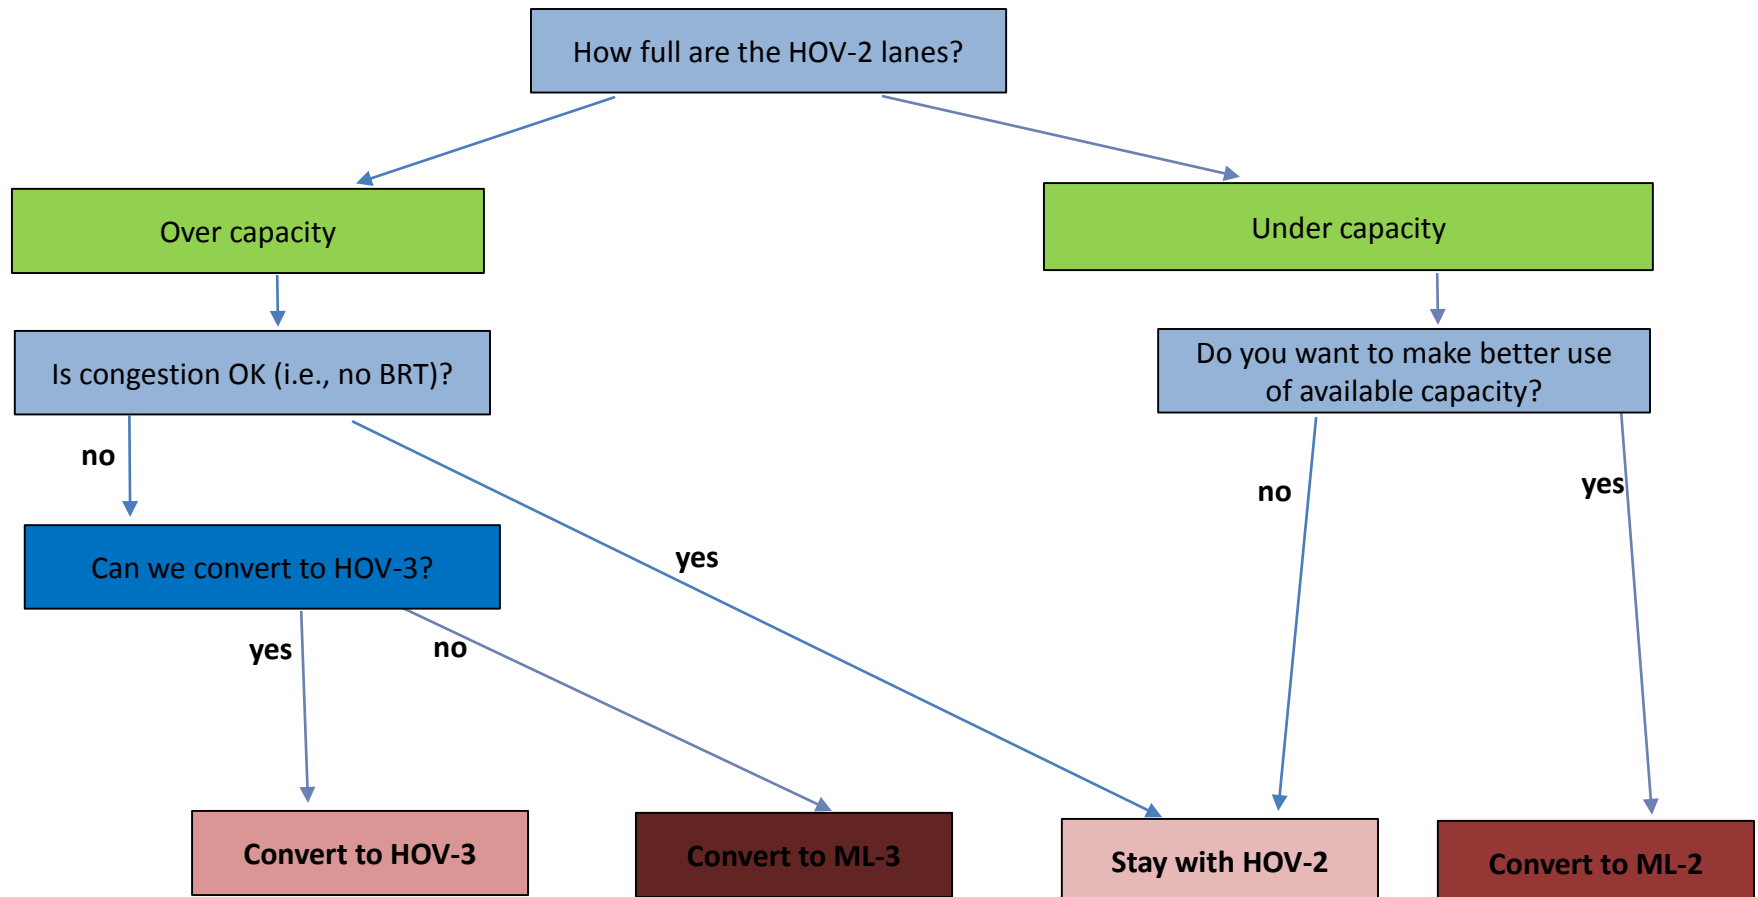 How full are the HOV-2 lanes?
Over capacity
Under capacity
Is congestion OK (i.e., no BRT)?
Do you want to make better use
of available capacity?
no
no
yes
Can we convert to HOV-3?
yes
yes
no
Convert to HOV-3
Convert to ML-3
Stay with HOV-2
Convert to ML-2